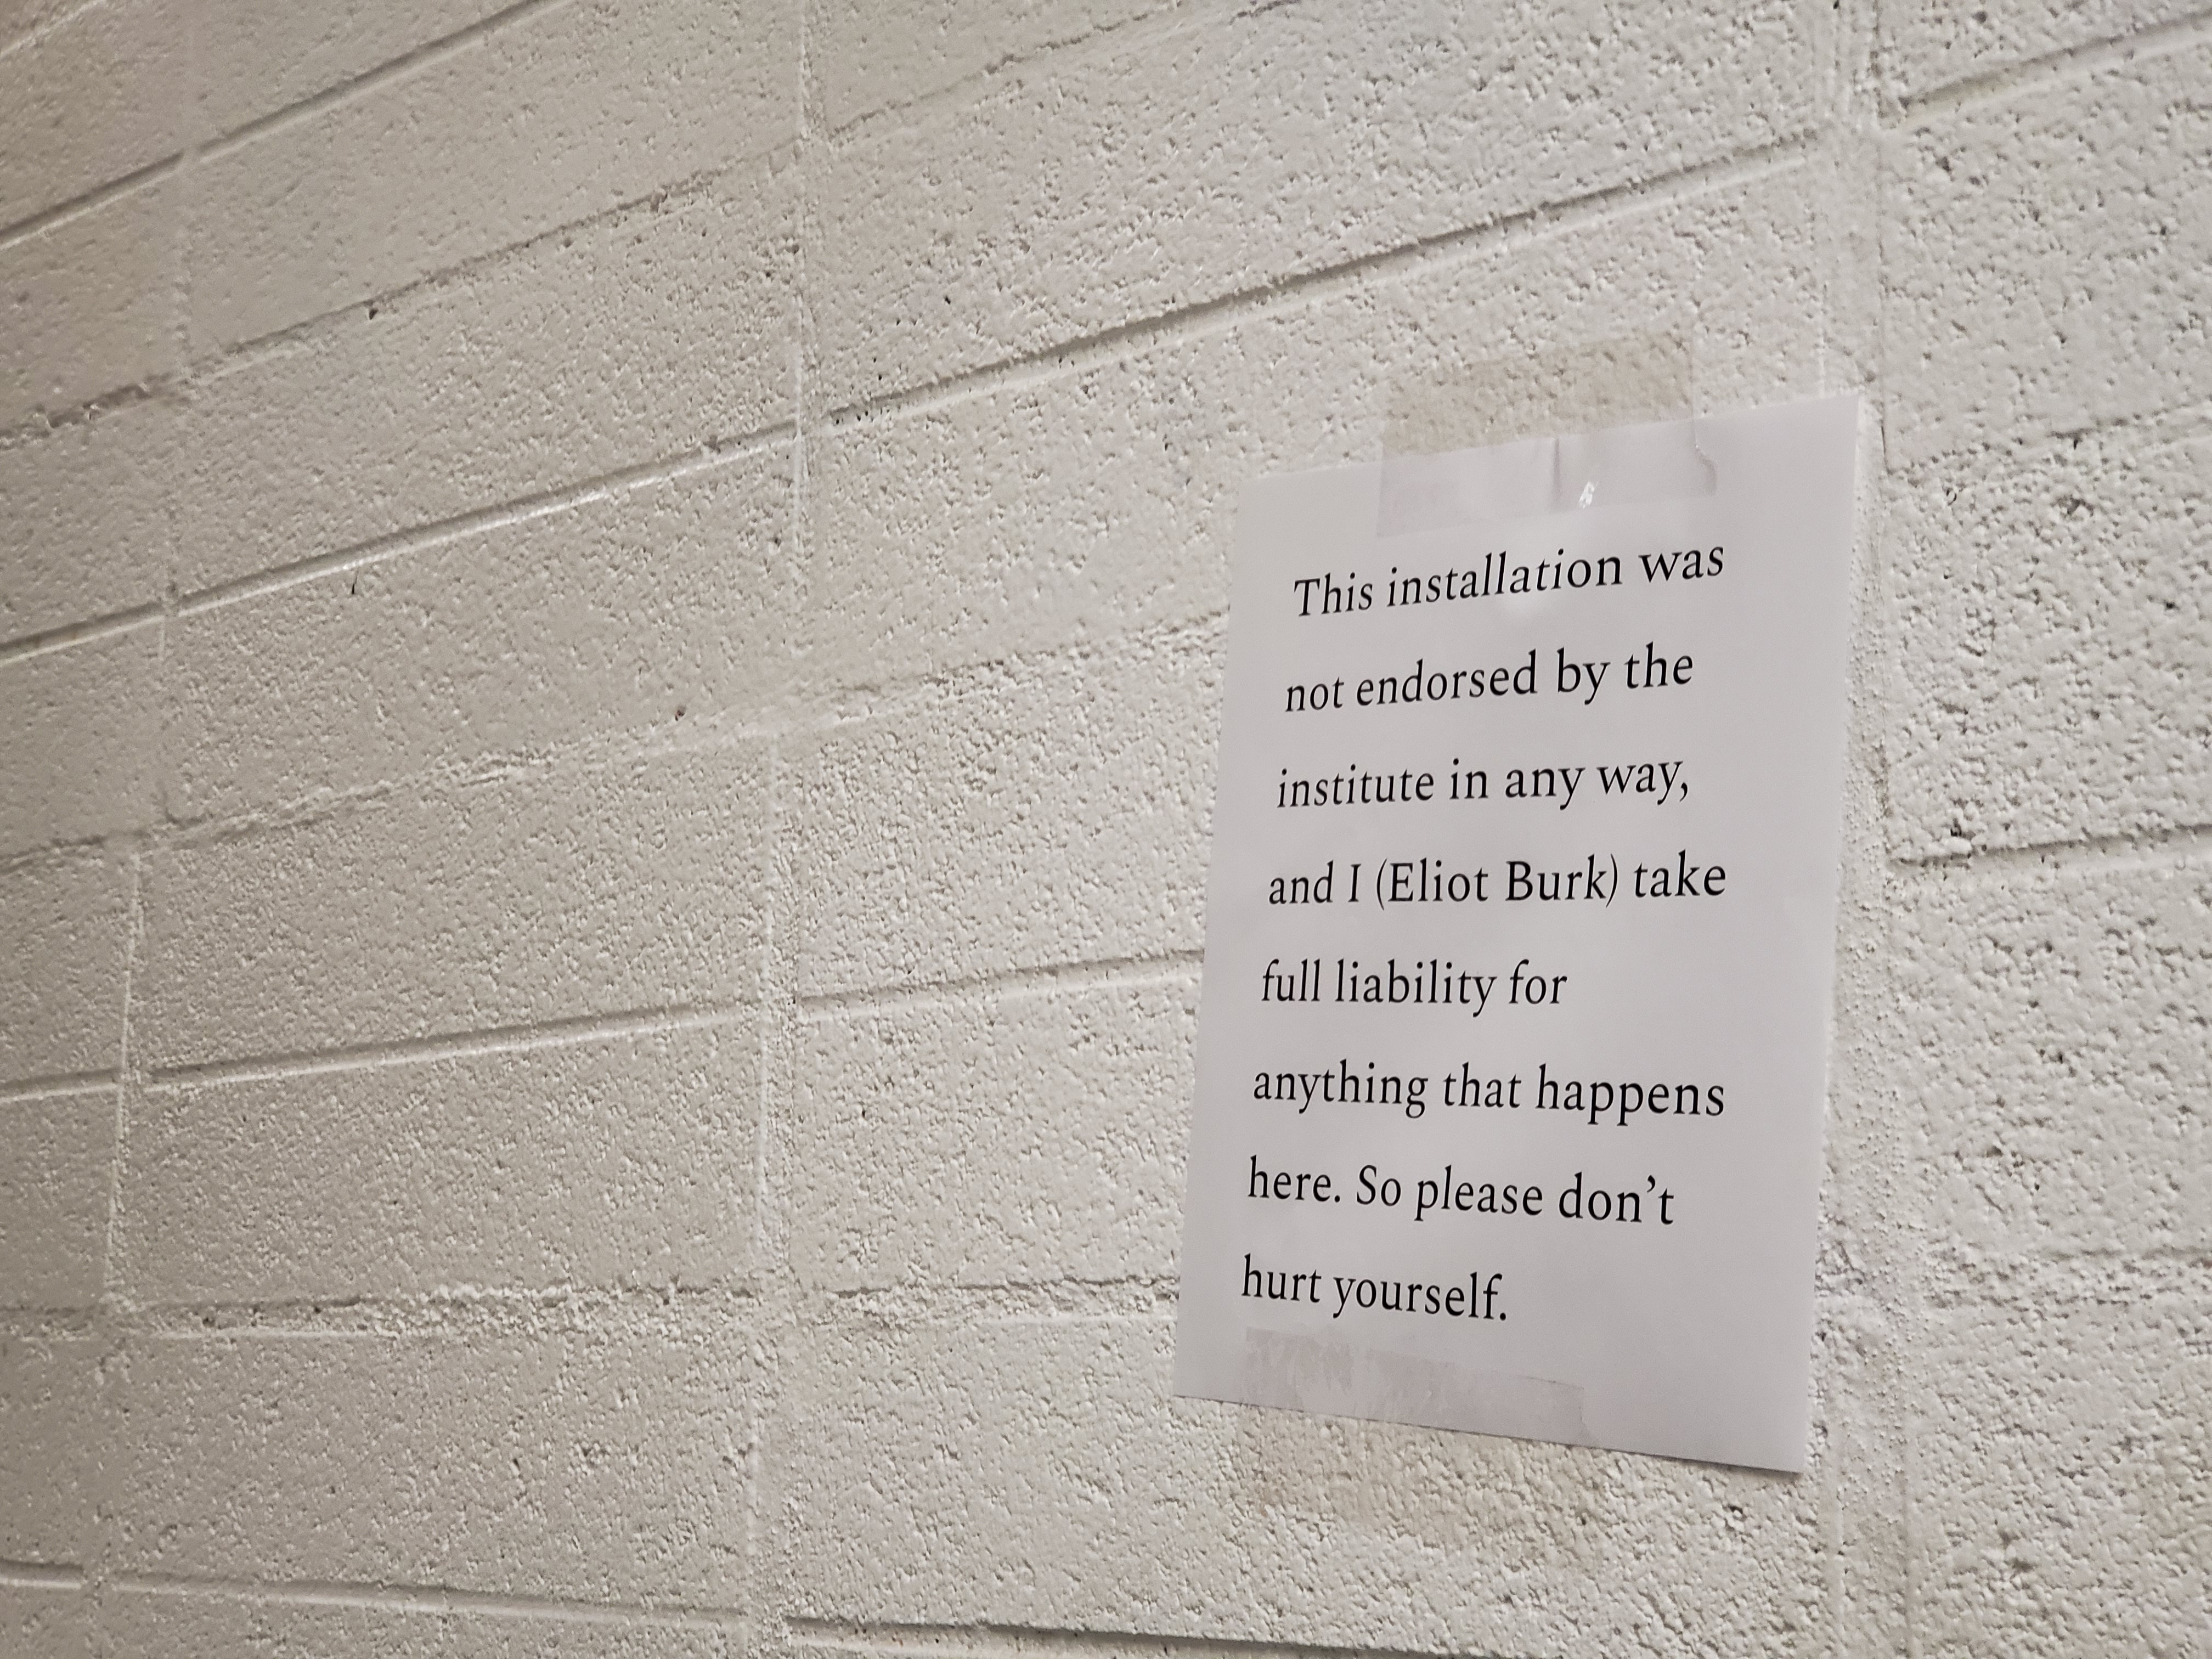 This installation was
not endorsed by the
institute in any way,
and I (Eliot Burk) take
full liability for
anything that happens
here. So please don’t
hurt yourself.